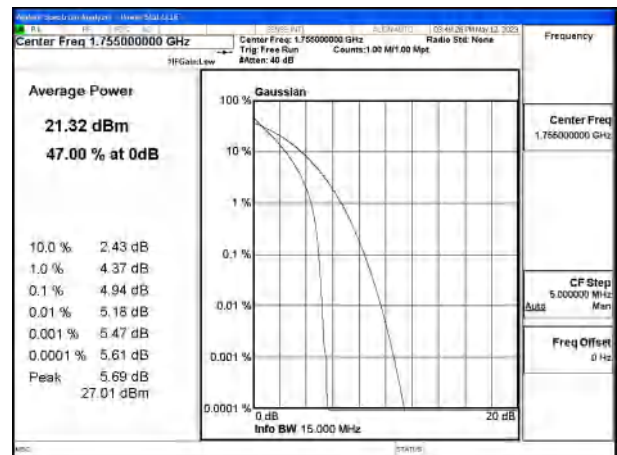 Center Freq 1.755000000 GHz
Center Freq: 1.755000000 GHz
Radio Std: None
Trig: Free Run
Counts:1.00 M/1.00 Mpt
#IFGain:Low
#Atten: 40 dB
Frequency
Average Power
21.32 dBm
47.00 % at 0dB
10.0 % 2.43 dB
1.0 % 4.37 dB
0.1 % 4.94 dB
0.01 % 5.18 dB
0.001 % 5.47 dB
0.0001 % 5.61 dB
Peak 5.69 dB
27.01 dBm
Gaussian
100 %
10 %
1 %
0.1 %
0.01 %
0.001 %
0.0001 %
0 dB
20 dB
Info BW 15.000 MHz
Center Freq
1.755000000 GHz
CF Step
5.000000 MHz
Auto Man
Freq Offset
0 Hz
MSG
STATUS